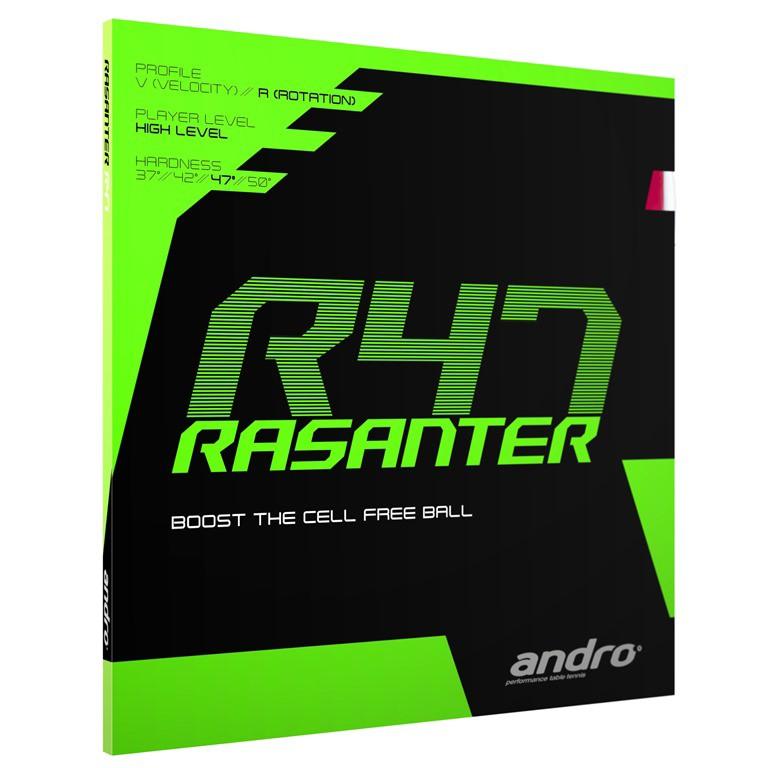 PROFILE
V (VELOCITY) // R (ROTATION)
PLAYER LEVEL
HIGH LEVEL
HARDNESS
37°//42°//47°//50°
RASANTER R47
R47
RASANTER
BOOST THE CELL FREE BALL
andro
andro®
performance table tennis